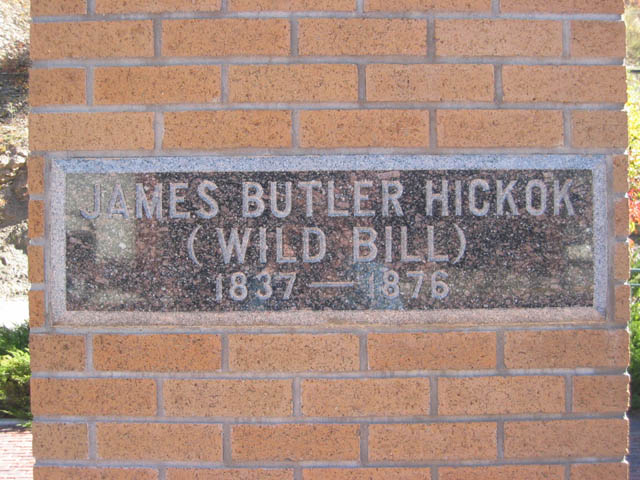 JAMES BUTLER HICKOK
(WILD BILL)
1837 — 1876